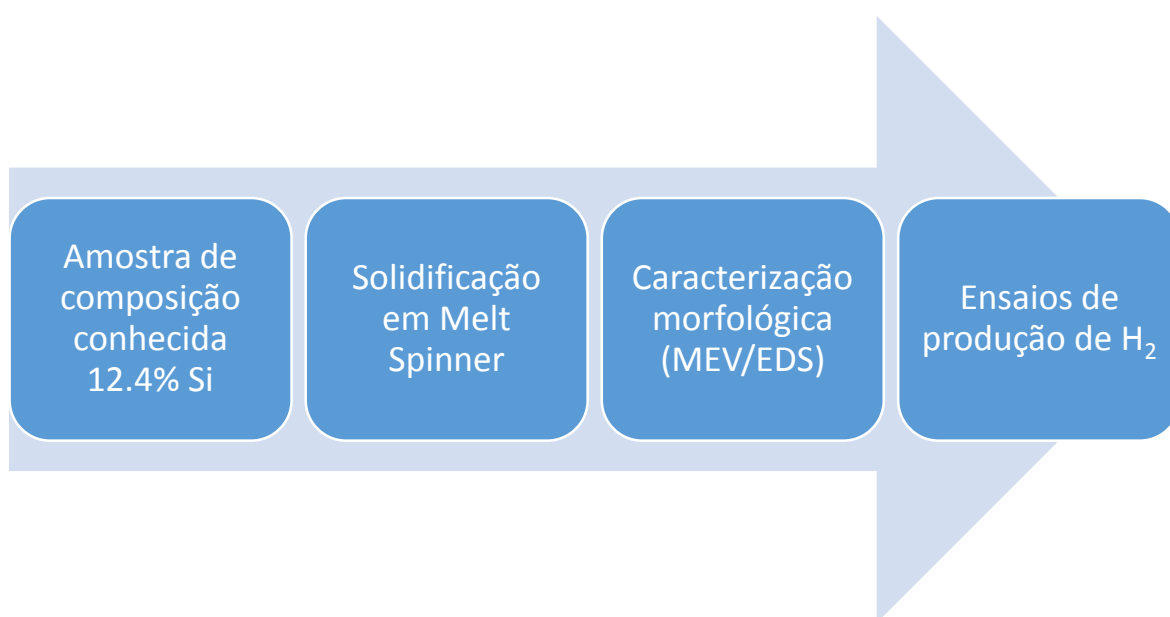 Amostra de
composição
conhecida
12.4% Si
Solidificação
em Melt
Spinner
Caracterização
morfológica
(MEV/EDS)
Ensaios de
produção de H₂